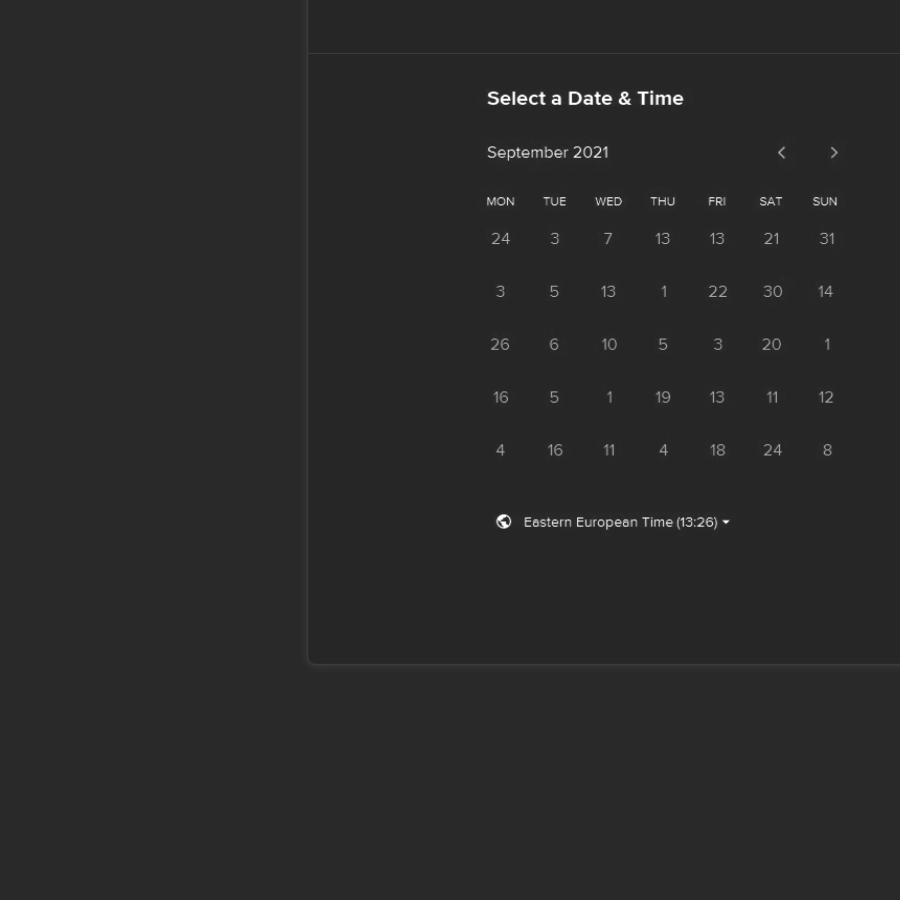 Select a Date & Time
September 2021
MON TUE WED THU FRI SAT SUN
24 3 7 13 13 21 31
3 5 13 1 22 30 14
26 6 10 5 3 20 1
16 5 1 19 13 11 12
4 16 11 4 18 24 8
Eastern European Time (13:26)